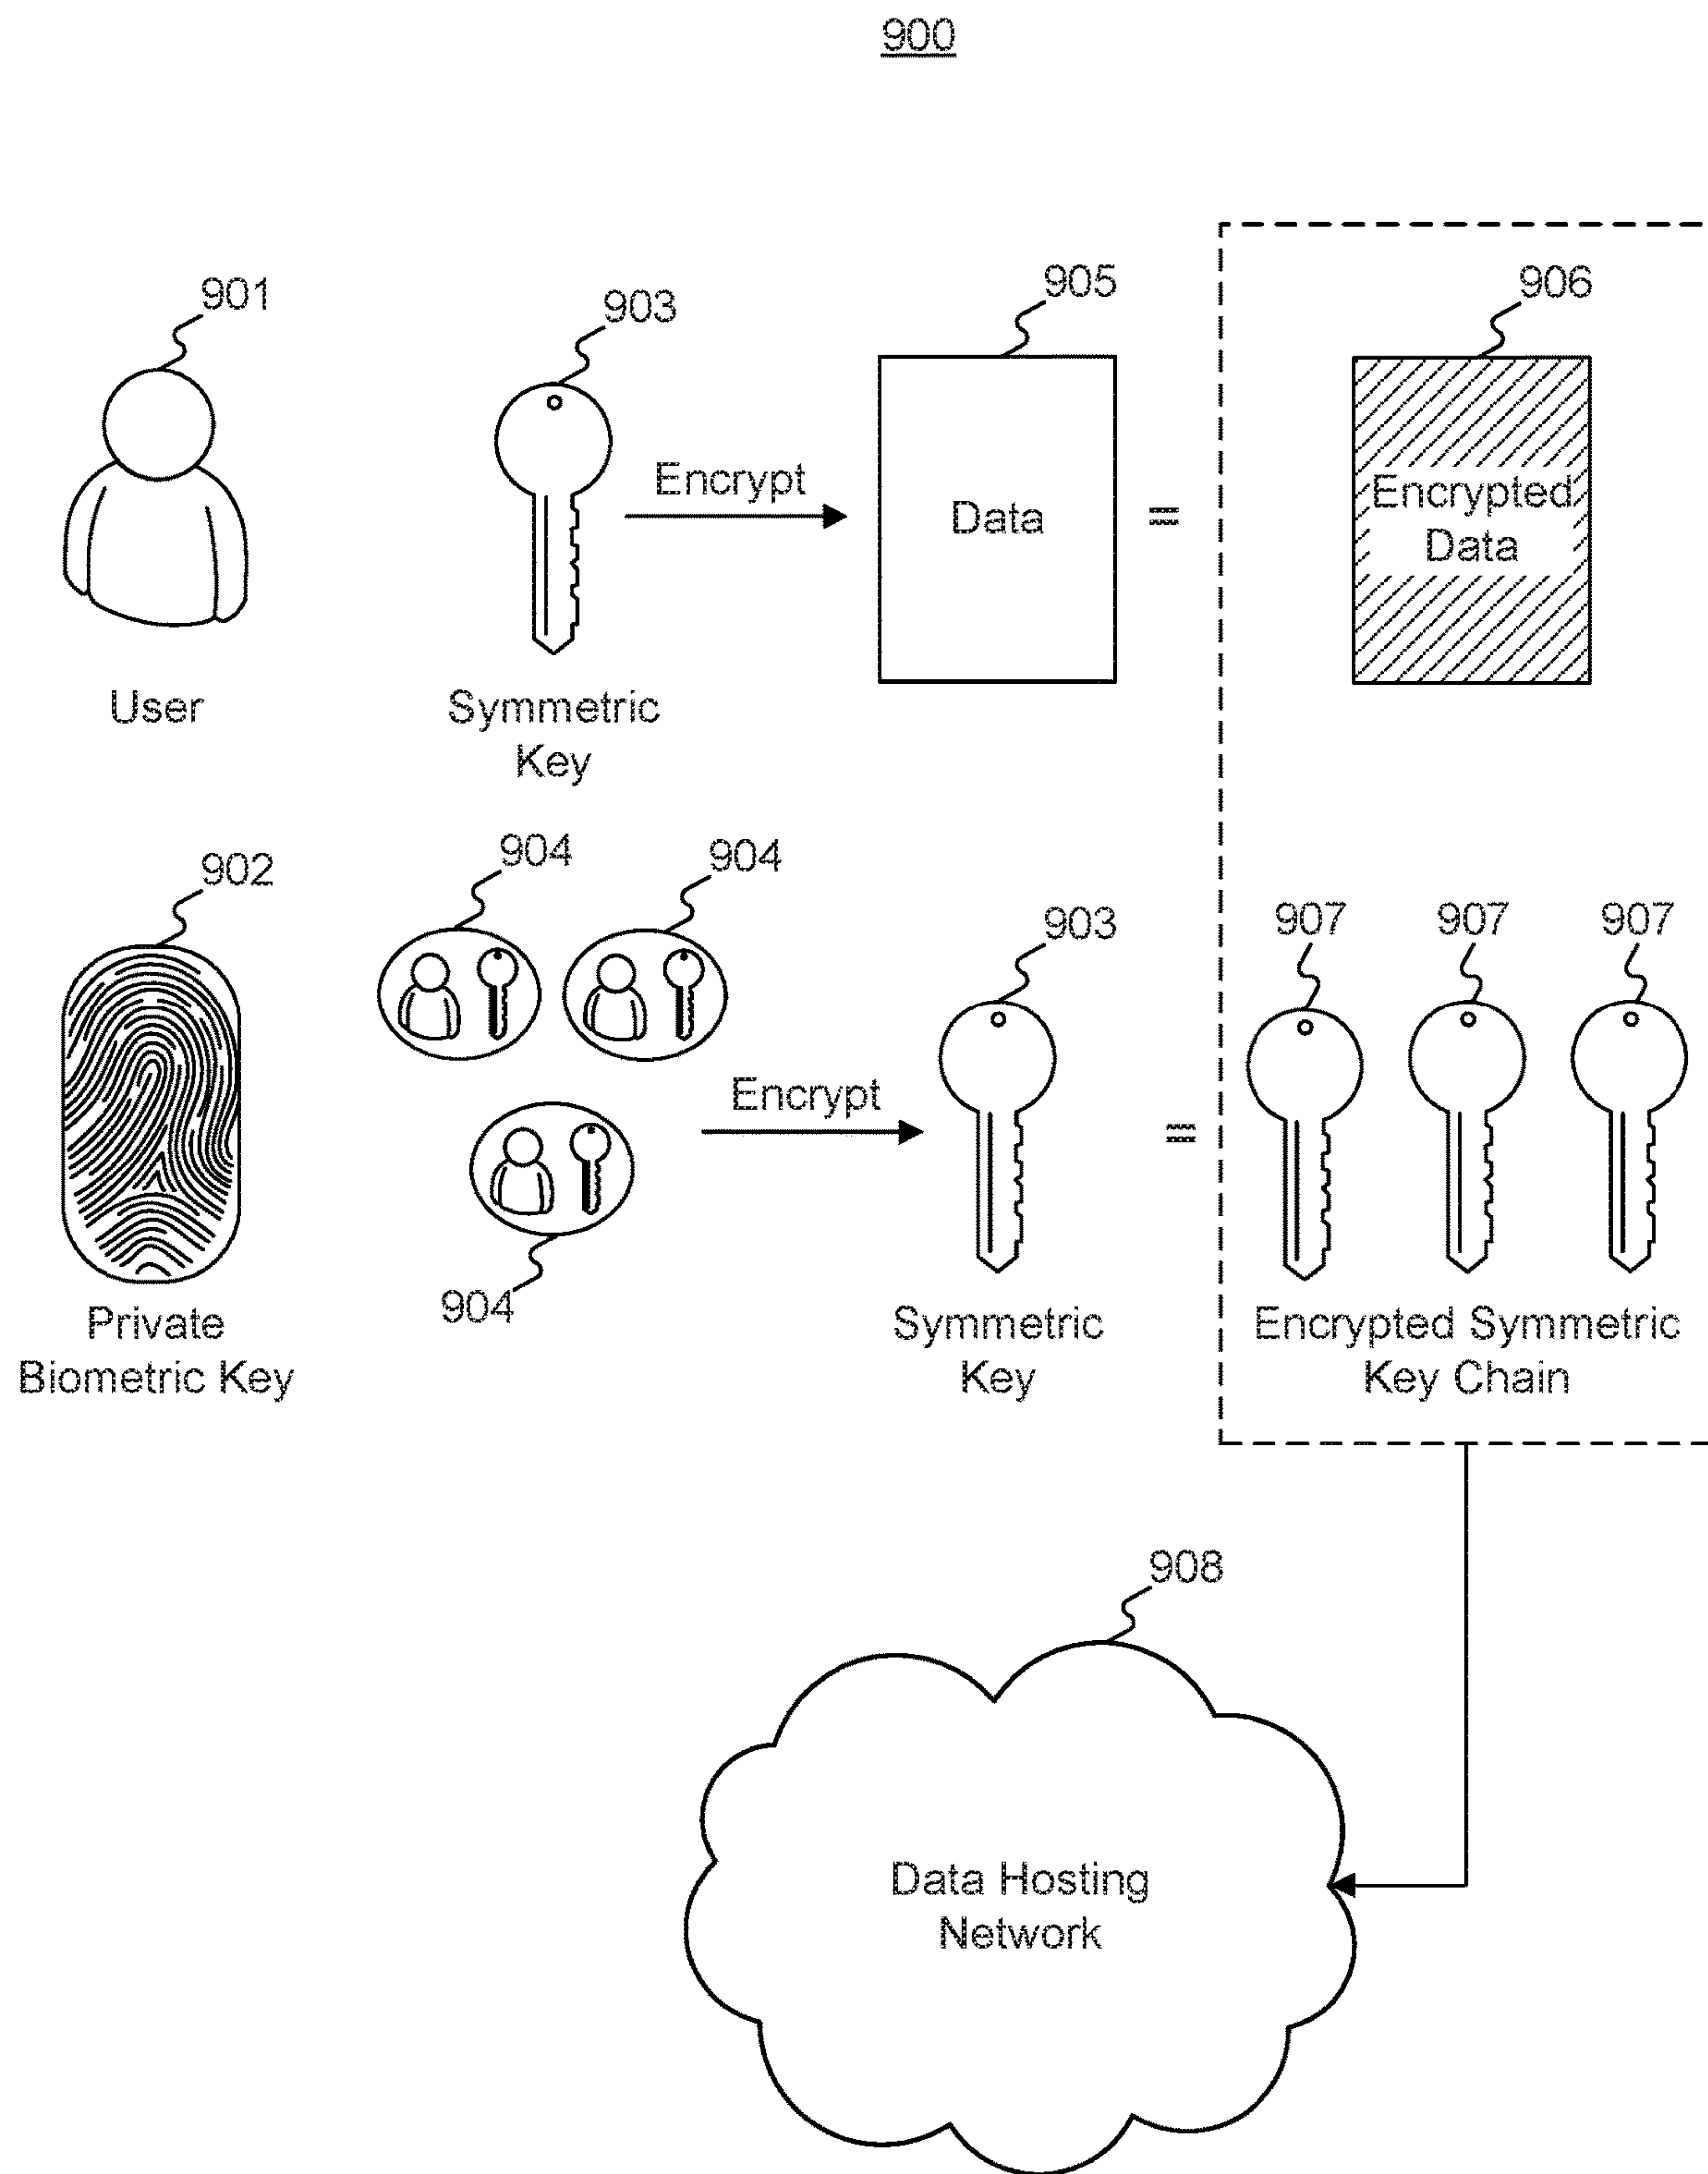 900
901
903
905
906
Encrypt
Data
=
Encrypted
Data
User
Symmetric
Key
902
904
904
903
907
907
907
Encrypt
=
904
Private
Biometric Key
Symmetric
Key
Encrypted Symmetric
Key Chain
908
Data Hosting
Network